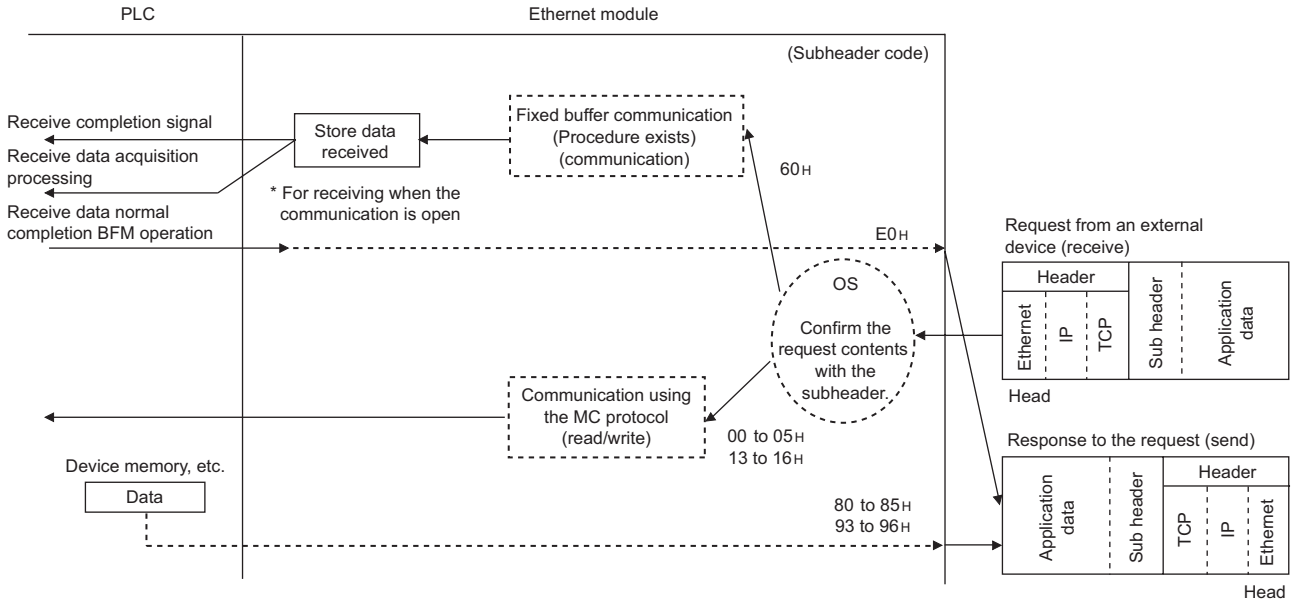 PLC
Ethernet module
(Subheader code)
Fixed buffer communication
(Procedure exists)
(communication)
Store data
received
Receive completion signal
Receive data acquisition
processing
60H
* For receiving when the
communication is open
Receive data normal
completion BFM operation
E0H
Request from an external
device (receive)
Header
Ethernet
IP
TCP
Sub header
Application
data
Head
OS
Confirm the
request contents
with the
subheader.
Communication using
the MC protocol
(read/write)
00 to 05H
13 to 16H
Response to the request (send)
Device memory, etc.
Data
80 to 85H
93 to 96H
Application
data
Sub header
Header
TCP
IP
Ethernet
Head